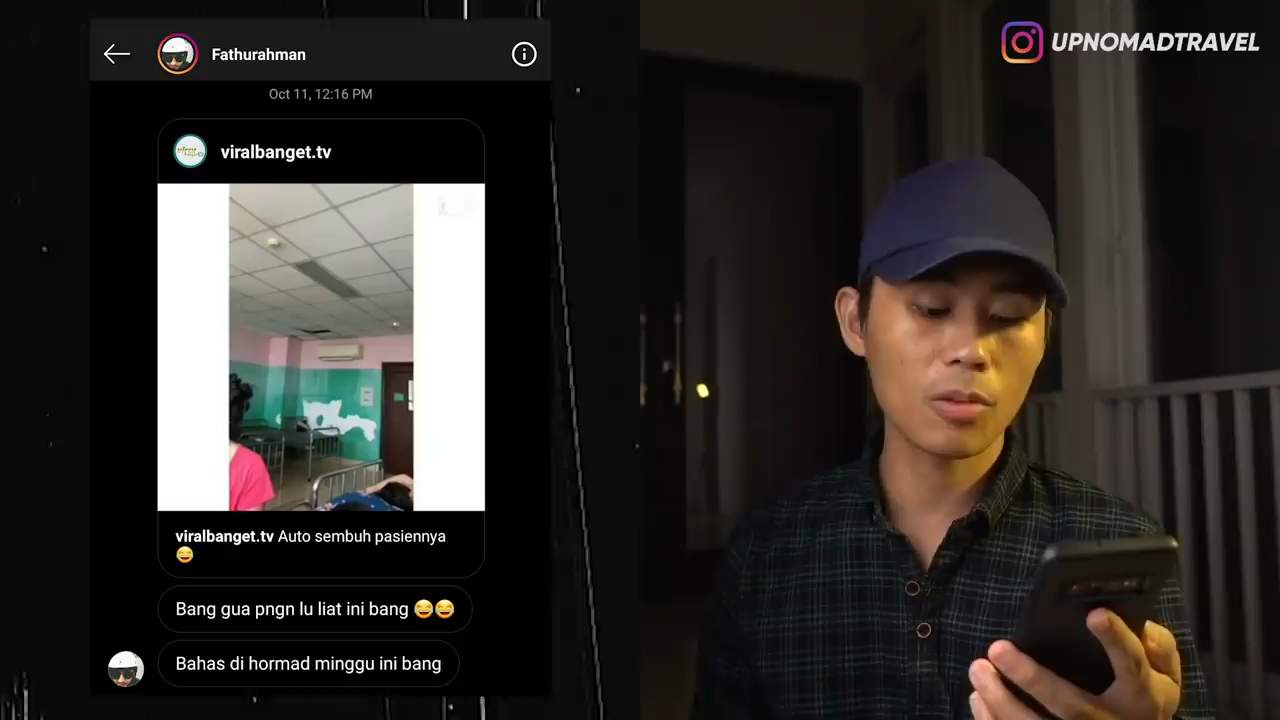 Fathurahman
Oct 11, 12:16 PM
viralbanget.tv
viralbanget.tv Auto sembuh pasiennya
😂
Bang gua pngn lu liat ini bang 😂😂
Bahas di hormad minggu ini bang
UPNOMADTRAVEL